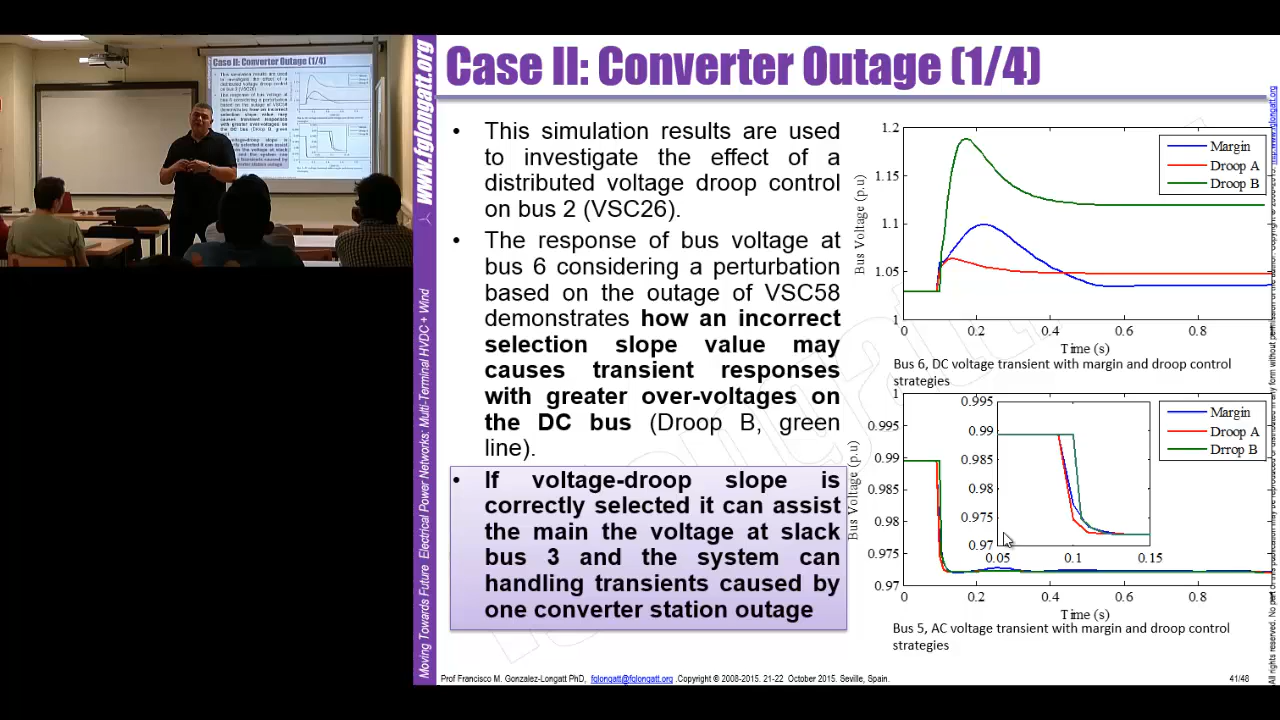 Case II: Converter Outage (1/4)
• This simulation results are used
to investigate the effect of a
distributed voltage droop control
on bus 2 (VSC26).
• The response of bus voltage at
bus 6 considering a perturbation
based on the outage of VSC58
demonstrates how an incorrect
selection slope value may
causes transient responses
with greater over-voltages on
the DC bus (Droop B, green
line).
• If voltage-droop slope is
correctly selected it can assist
the main the voltage at slack
bus 3 and the system can
handling transients caused by
one converter station outage
1.2
1.15
1.1
1.05
1
Bus Voltage (p.u)
Margin
Droop A
Droop B
0 0.2 0.4 0.6 0.8
Time (s)
Bus 6, DC voltage transient with margin and droop control
strategies
1
0.995
0.99
0.985
0.98
0.975
0.97
Bus Voltage (p.u)
0.995
0.99
0.985
0.98
0.975
0.97
0.05 0.1 0.15
Margin
Droop A
Drrop B
0 0.2 0.4 0.6 0.8
Time (s)
Bus 5, AC voltage transient with margin and droop control
strategies
www.fglongatt.org
Moving Towards Future Electrical Power Networks: Multi-Terminal HVDC + Wind
Prof Francisco M. Gonzalez-Longatt PhD, fglongatt@fglongatt.org .Copyright © 2008-2015. 21-22 October 2015. Seville, Spain.
41/48